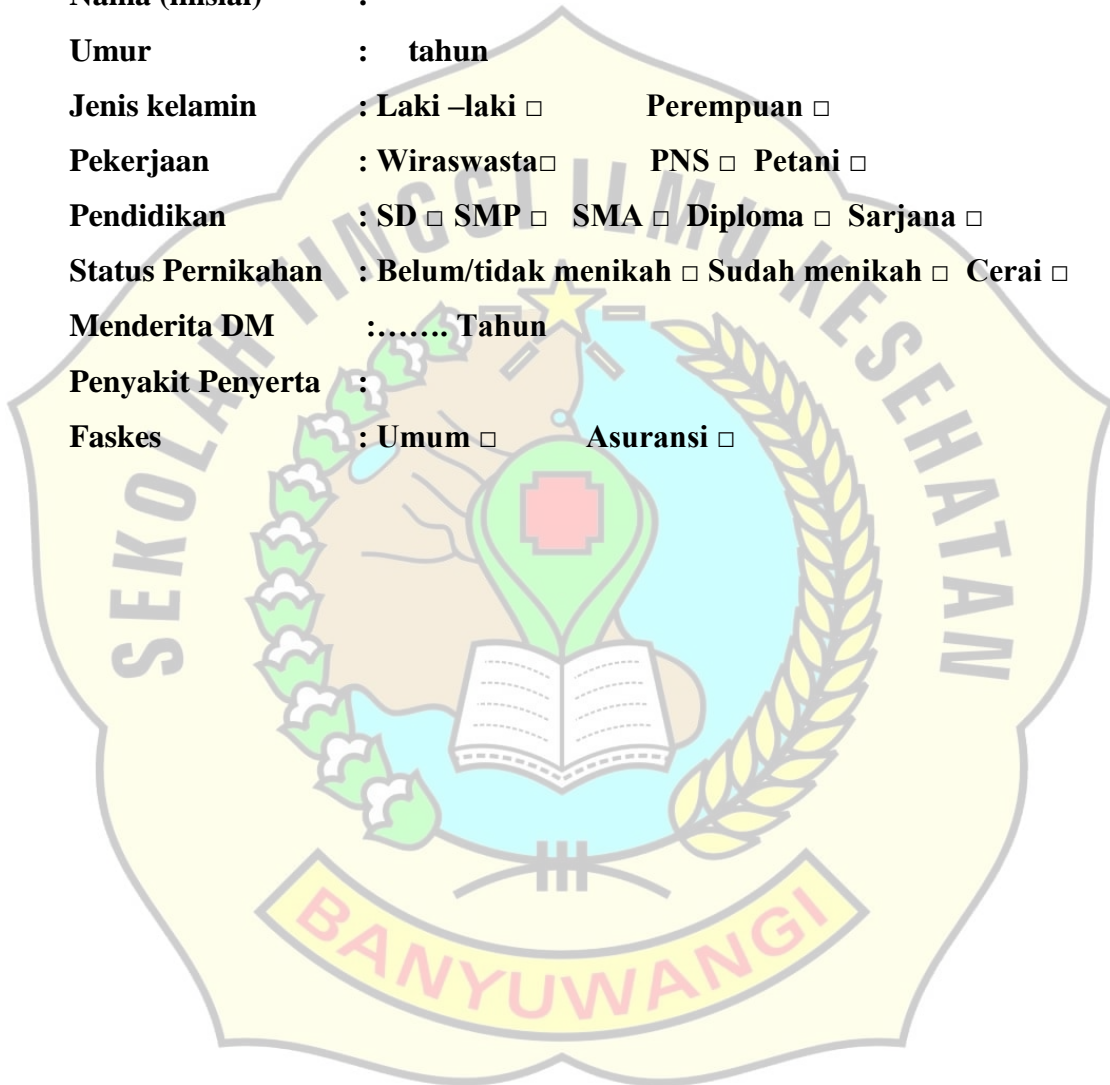 Nama (inisial) :
Umur : tahun
Jenis kelamin : Laki –laki □ Perempuan □
Pekerjaan : Wiraswasta□ PNS □ Petani □
Pendidikan : SD □ SMP □ SMA □ Diploma □ Sarjana □
Status Pernikahan : Belum/tidak menikah □ Sudah menikah □ Cerai □
Menderita DM :……. Tahun
Penyakit Penyerta :
Faskes : Umum □ Asuransi □
SEKOLAH TINGGI ILMU KESEHATAN
BANYUWANGI